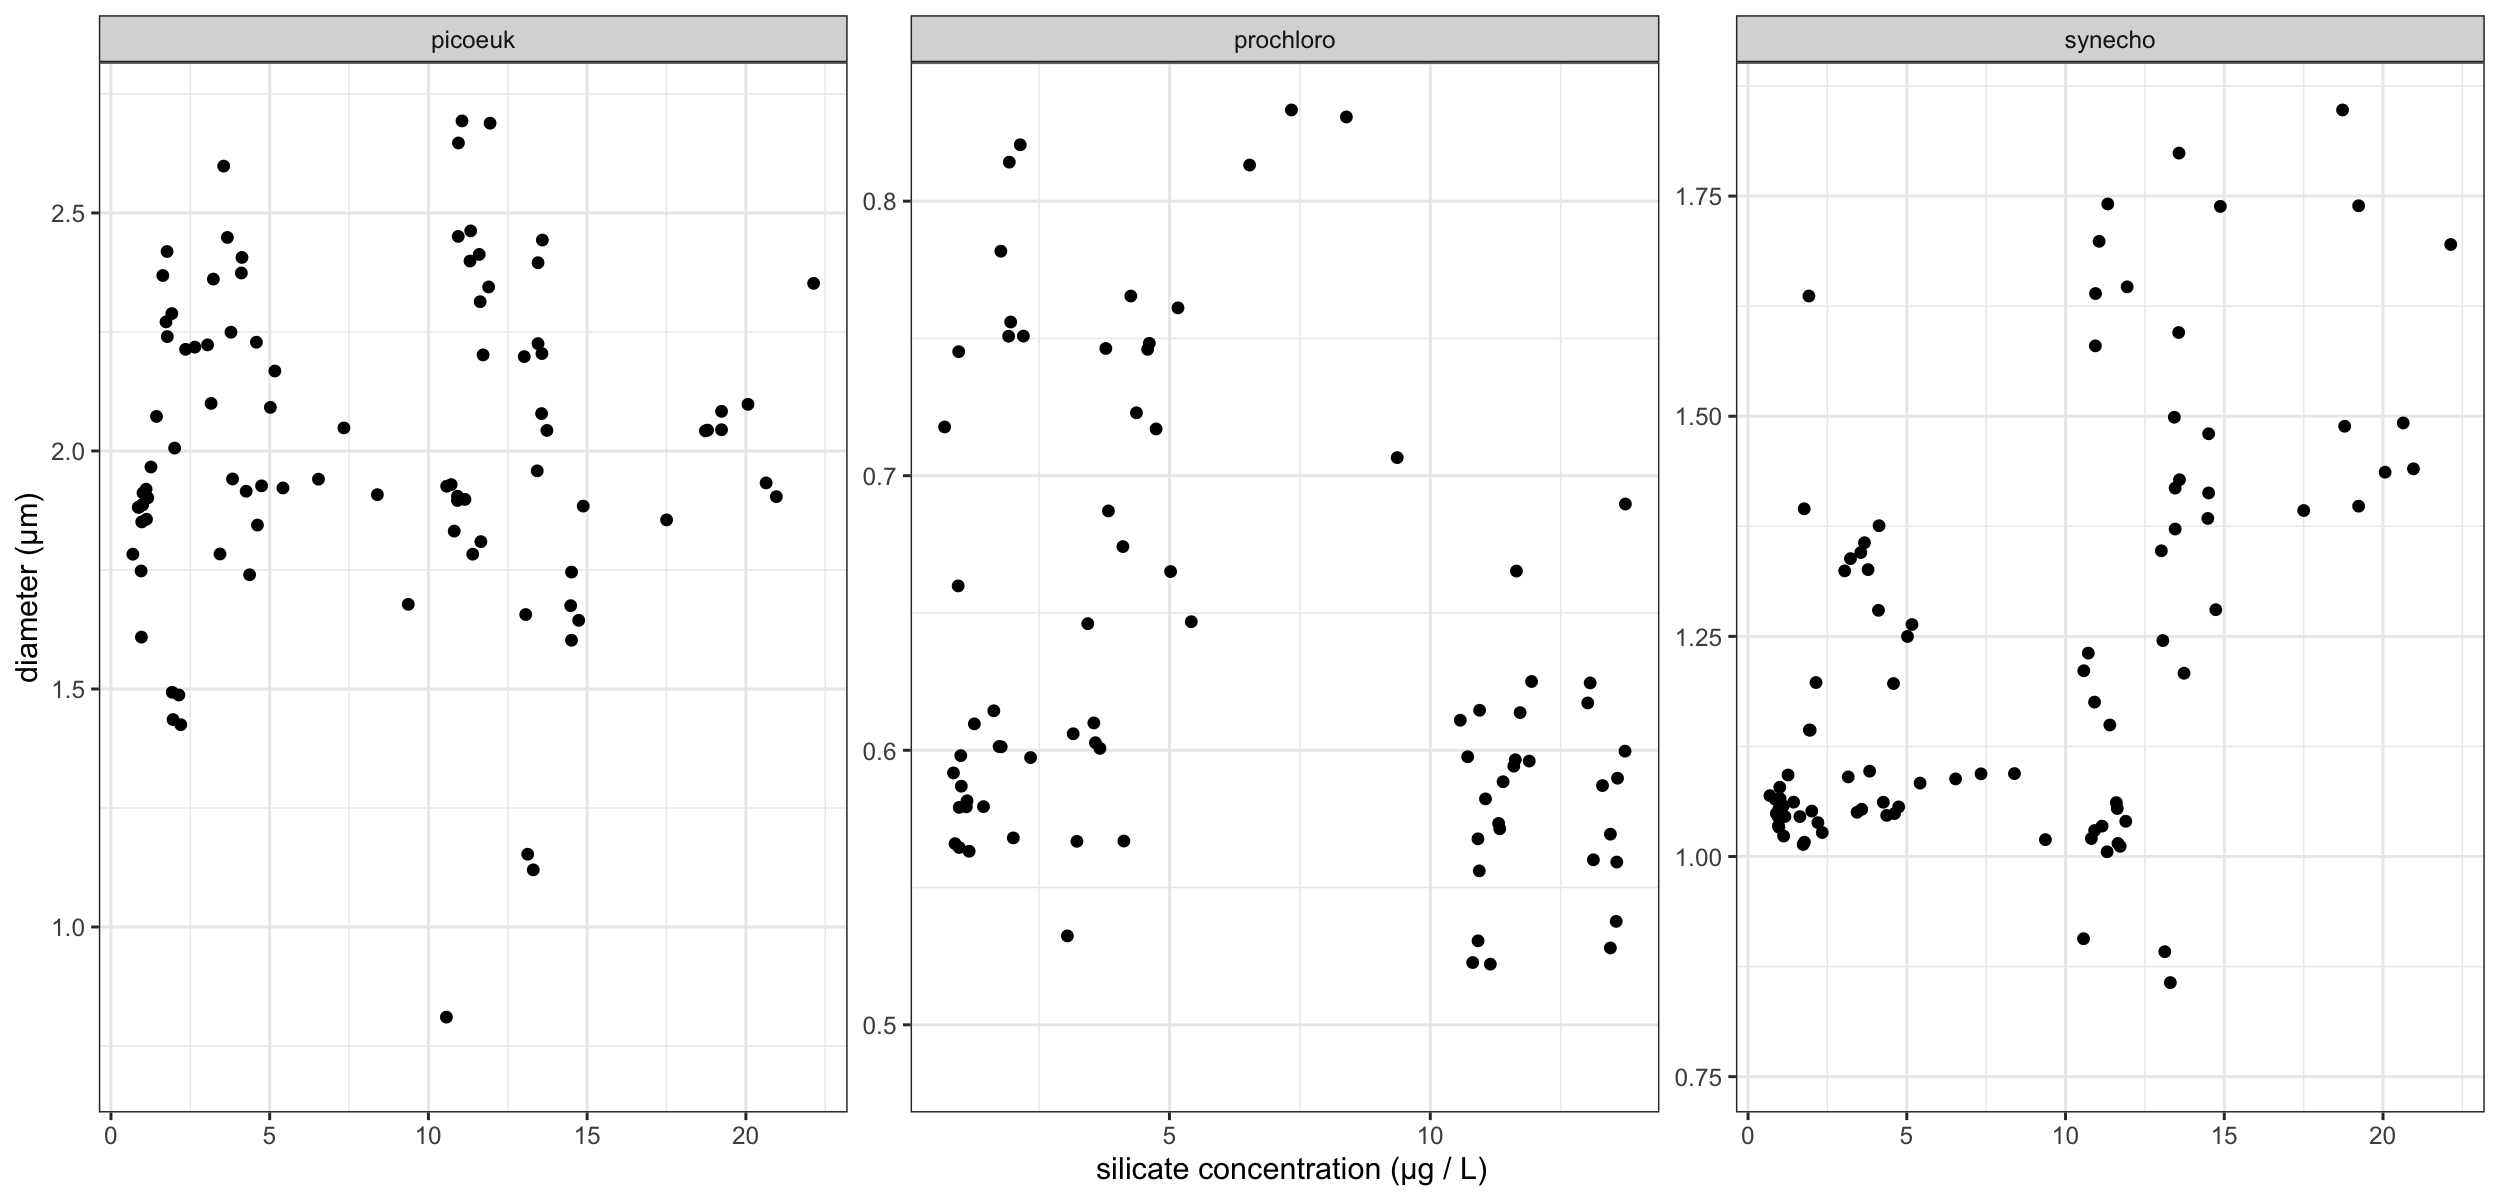 picoeuk prochloro synecho
diameter (µm)
2.5
2.0
1.5
1.0
0 5 10 15 20
0.8
0.7
0.6
0.5
5 10
1.75
1.50
1.25
1.00
0.75
0 5 10 15 20
silicate concentration (µg / L)